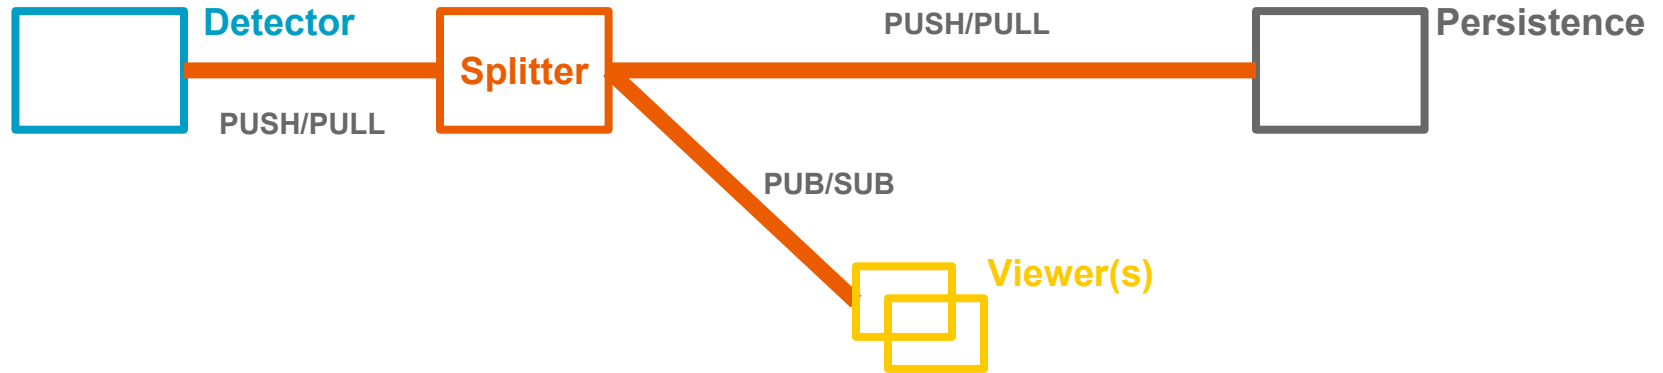 Detector
PUSH/PULL
Persistence
Splitter
PUSH/PULL
PUB/SUB
Viewer(s)